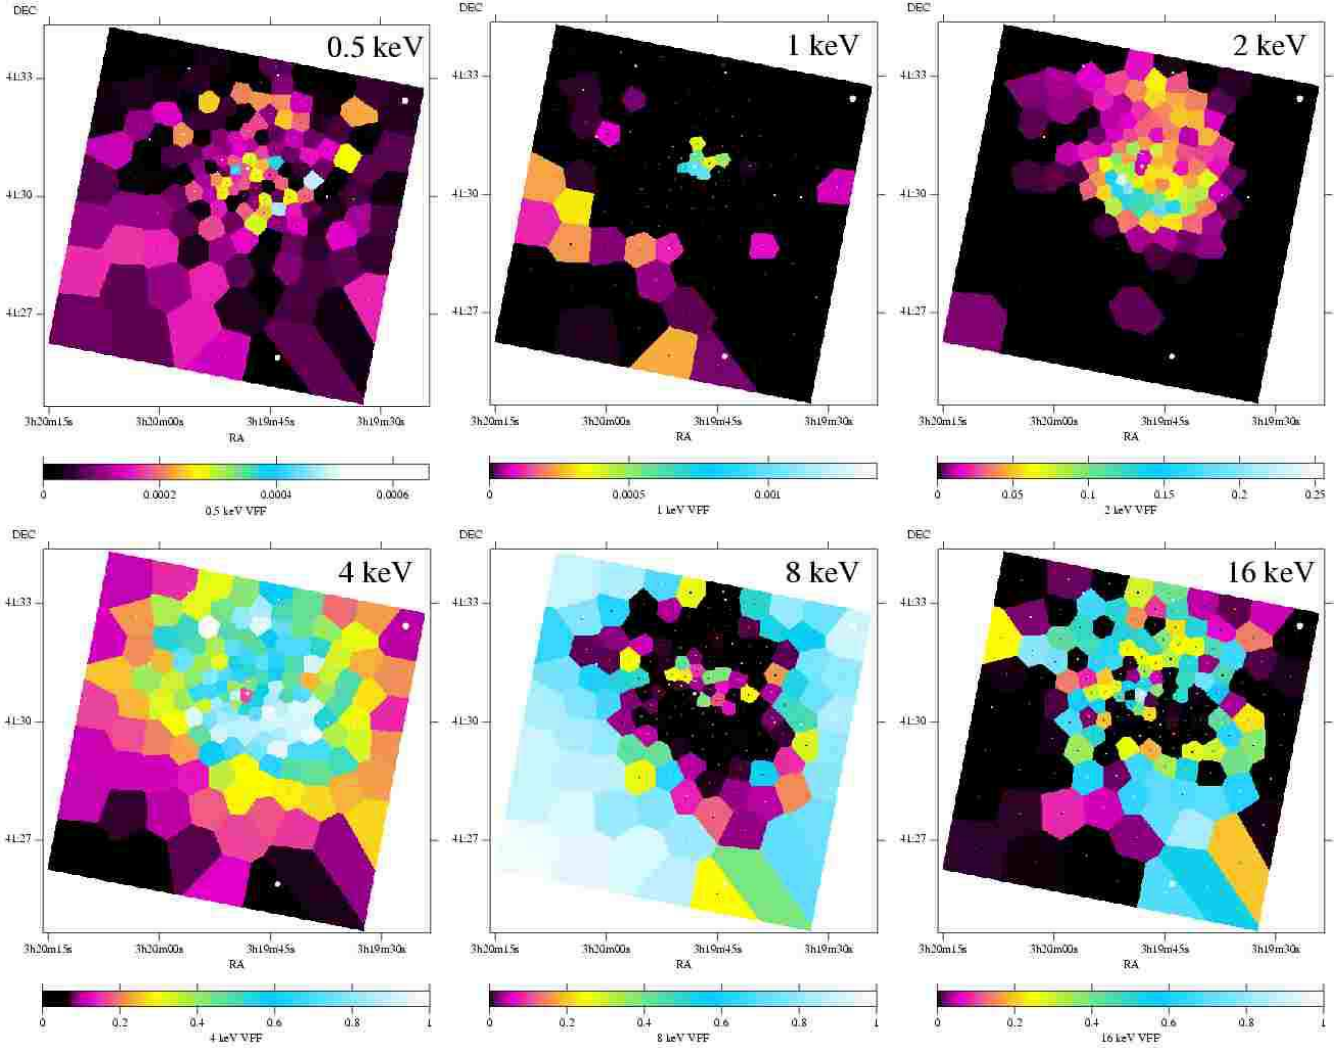 DEC
DEC
DEC
0.5 keV
1 keV
2 keV
41:33
41:33
41:33
41:30
41:30
41:30
41:27
41:27
41:27
3h20m15s 3h20m00s 3h19m45s 3h19m30s
3h20m15s 3h20m00s 3h19m45s 3h19m30s
3h20m15s 3h20m00s 3h19m45s 3h19m30s
RA
RA
RA
0 0.0002 0.0004 0.0006
0 0.0005 0.001
0 0.05 0.1 0.15 0.2 0.25
0.5 keV VFF
1 keV VFF
2 keV VFF
DEC
DEC
DEC
4 keV
8 keV
16 keV
41:33
41:33
41:33
41:30
41:30
41:30
41:27
41:27
41:27
3h20m15s 3h20m00s 3h19m45s 3h19m30s
3h20m15s 3h20m00s 3h19m45s 3h19m30s
3h20m15s 3h20m00s 3h19m45s 3h19m30s
RA
RA
RA
0 0.2 0.4 0.6 0.8 1
0 0.2 0.4 0.6 0.8 1
0 0.2 0.4 0.6 0.8 1
4 keV VFF
8 keV VFF
16 keV VFF